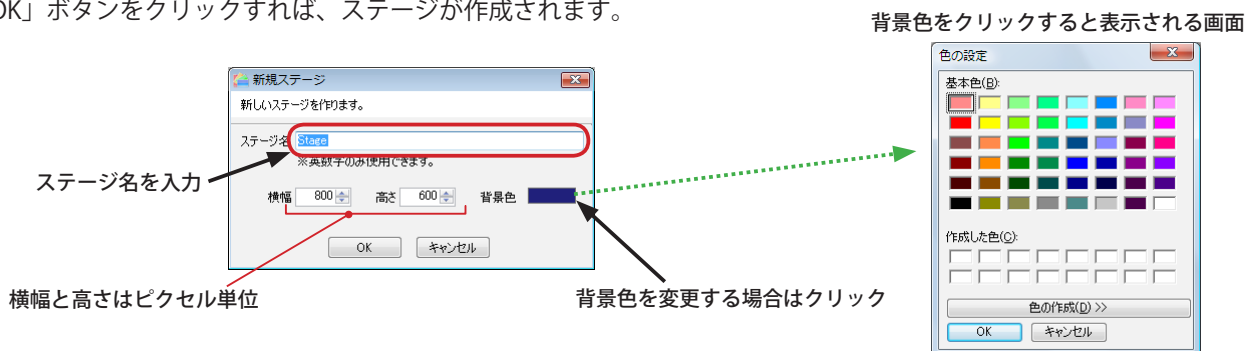 OK」ボタンをクリックすれば、ステージが作成されます。
背景色をクリックすると表示される画面
新規ステージ
新しいステージを作ります。
ステージ名 Stage
※英数字のみ使用できます。
横幅 800 高さ 600 背景色
OK キャンセル
ステージ名を入力
横幅と高さはピクセル単位
背景色を変更する場合はクリック
色の設定
基本色(B):
作成した色(C):
色の作成(D) >>
OK キャンセル